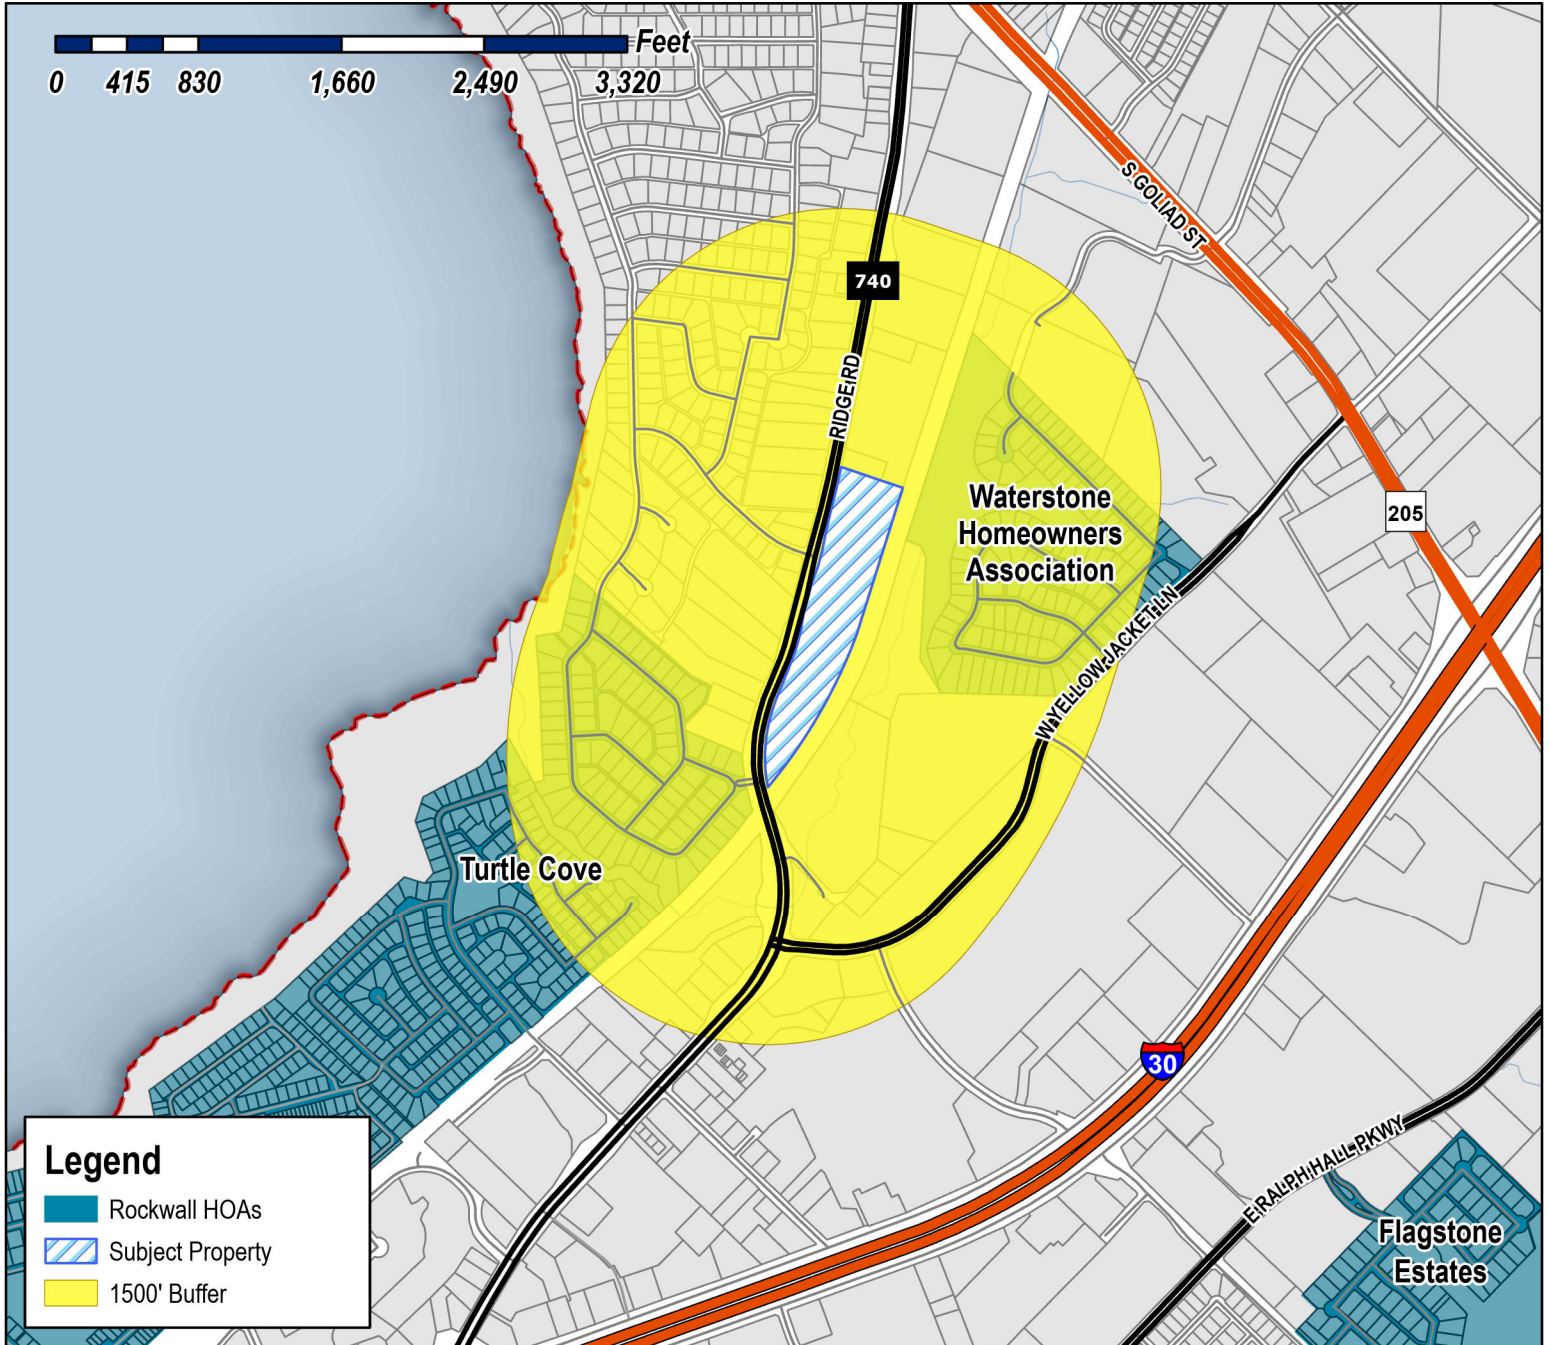 Feet
0 415 830 1,660 2,490 3,320
S GOLIAD ST
740
RIDGE RD
Waterstone
Homeowners
Association
205
W YELLOW JACKET LN
Turtle Cove
30
E RALPH HALL PKWY
Flagstone
Estates
Legend
Rockwall HOAs
Subject Property
1500' Buffer